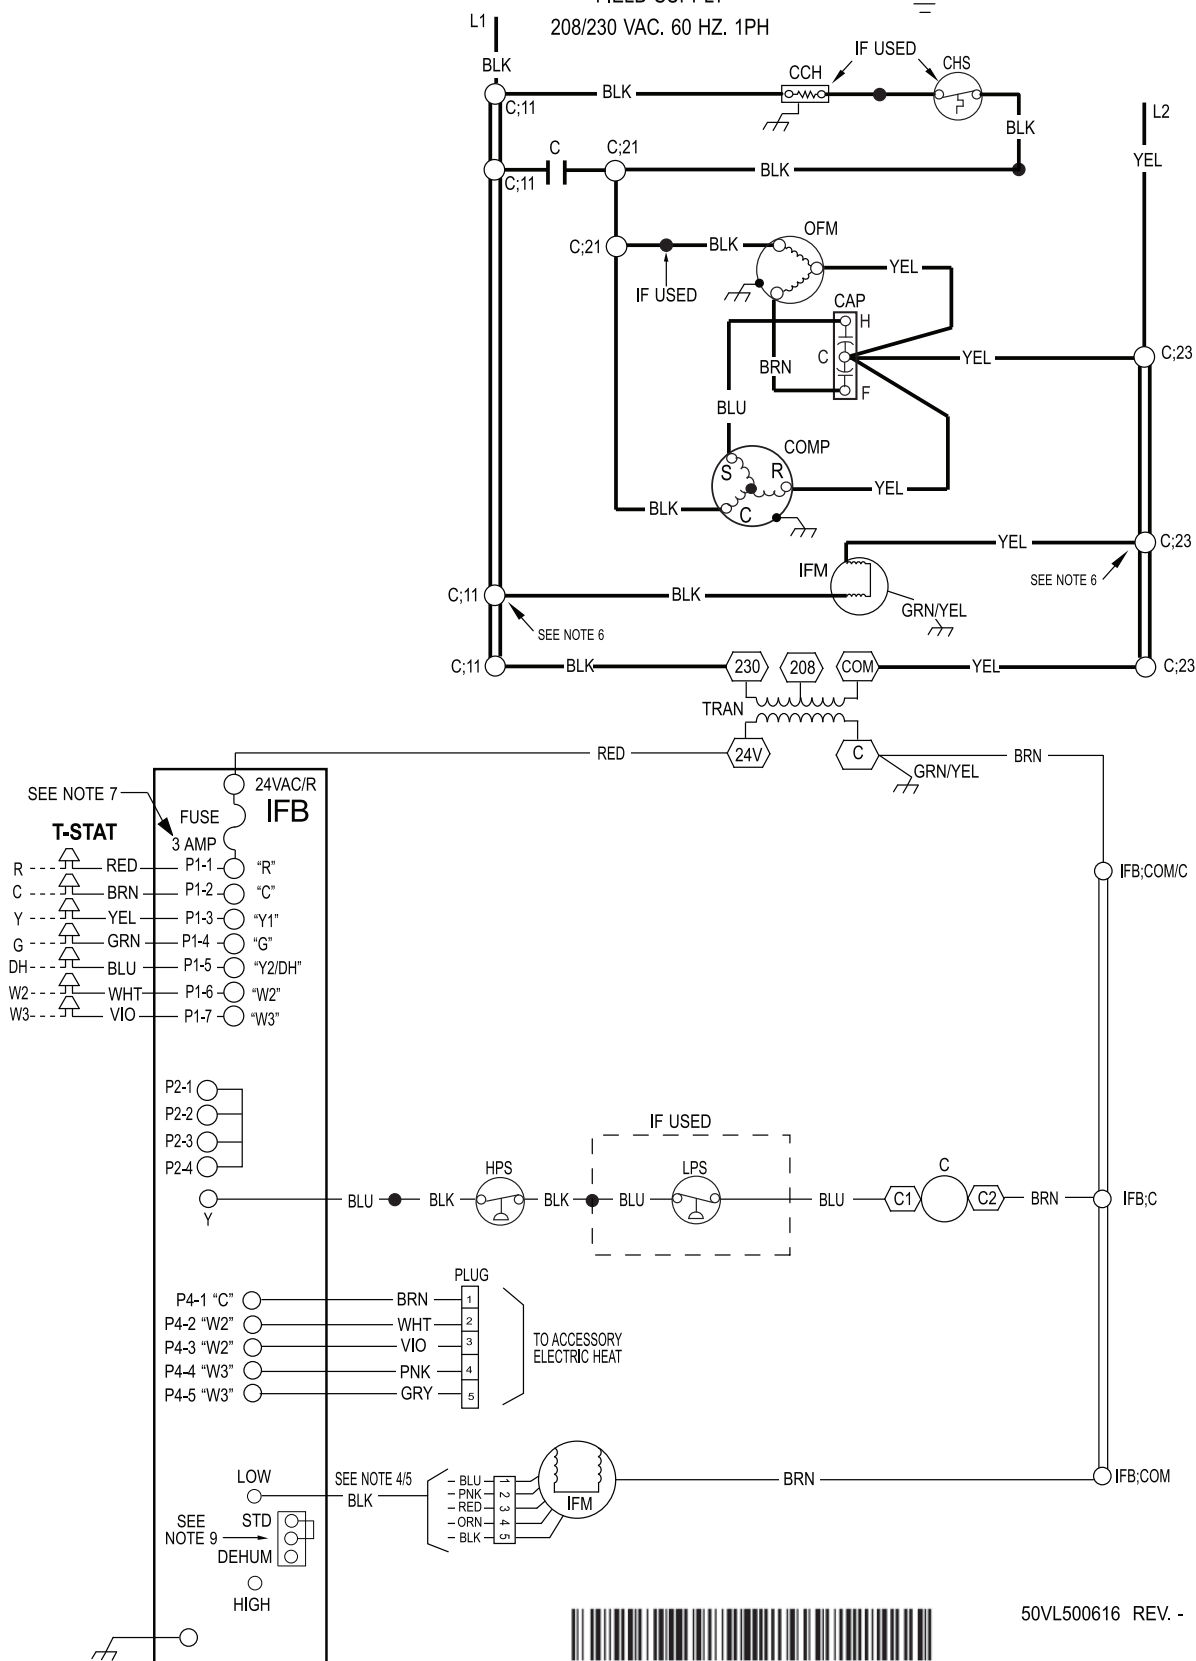 L1
208/230 VAC. 60 HZ. 1PH
BLK
IF USED
CCH
CHS
BLK
C;11
BLK
L2
C
C;21
C;11
BLK
YEL
OFM
C;21
BLK
YEL
IF USED
CAP
H
C
F
BRN
YEL
C;23
BLU
COMP
S
R
C
YEL
BLK
YEL
C;23
IFM
SEE NOTE 6
C;11
BLK
GRN/YEL
SEE NOTE 6
C;11
BLK
230
208
COM
YEL
C;23
TRAN
RED
24V
C
BRN
GRN/YEL
24VAC/R
IFB
SEE NOTE 7
FUSE
3 AMP
T-STAT
R RED P1-1 "R"
C BRN P1-2 "C"
Y YEL P1-3 "Y1"
G GRN P1-4 "G"
DH BLU P1-5 "Y2/DH"
W2 WHT P1-6 "W2"
W3 VIO P1-7 "W3"
IFB;COM/C
P2-1
P2-2
P2-3
P2-4
IF USED
Y
BLU
BLK
HPS
BLK
BLU
LPS
BLU
C1
C
C2
BRN
IFB;C
PLUG
P4-1 "C" BRN 1
P4-2 "W2" WHT 2
P4-3 "W2" VIO 3
P4-4 "W3" PNK 4
P4-5 "W3" GRY 5
TO ACCESSORY
ELECTRIC HEAT
LOW
SEE NOTE 4/5
BLK
BLU 1
PNK 2
RED 3
ORN 4
BLK 5
IFM
BRN
IFB;COM
SEE
NOTE 9
STD
DEHUM
HIGH
50VL500616 REV. -